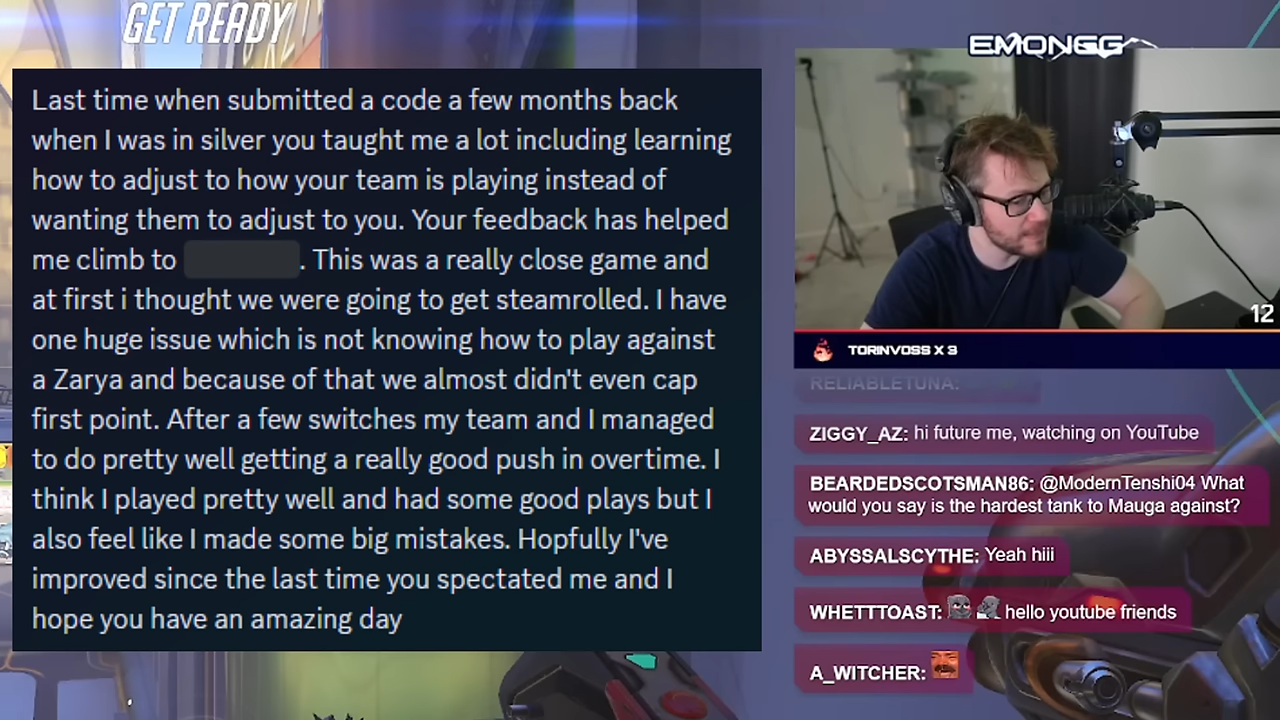 GET READY
EMONGG
Last time when submitted a code a few months back
when I was in silver you taught me a lot including learning
how to adjust to how your team is playing instead of
wanting them to adjust to you. Your feedback has helped
me climb to . This was a really close game and
at first i thought we were going to get steamrolled. I have
one huge issue which is not knowing how to play against
a Zarya and because of that we almost didn't even cap
first point. After a few switches my team and I managed
to do pretty well getting a really good push in overtime. I
think I played pretty well and had some good plays but I
also feel like I made some big mistakes. Hopfully I've
improved since the last time you spectated me and I
hope you have an amazing day
12
TORINVOSS X 3
RELIABLETUNA:
ZIGGY_AZ: hi future me, watching on YouTube
BEARDEDSCOTSMAN86: @ModernTenshi04 What
would you say is the hardest tank to Mauga against?
ABYSSALSCYTHE: Yeah hiii
WHETTTOAST: hello youtube friends
A_WITCHER: